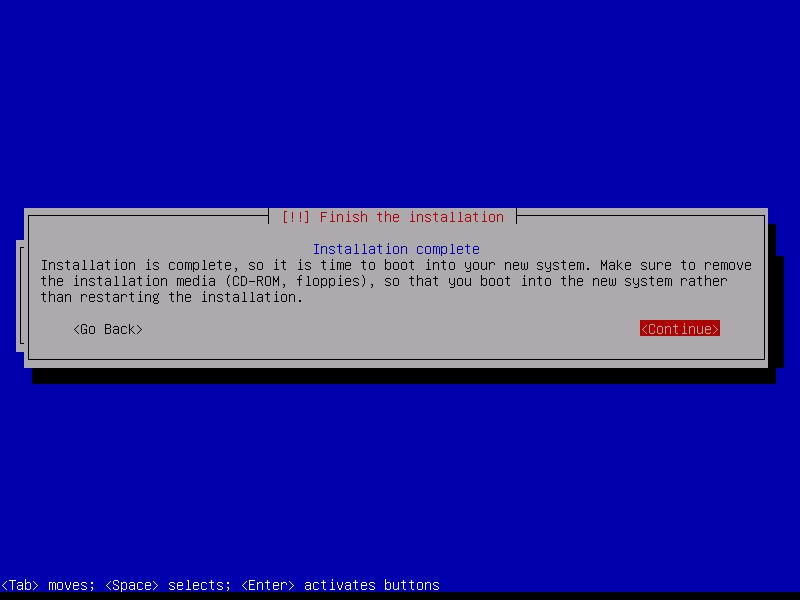 [!!] Finish the installation
Installation complete
Installation is complete, so it is time to boot into your new system. Make sure to remove
the installation media (CD-ROM, floppies), so that you boot into the new system rather
than restarting the installation.
<Go Back> <Continue>
<Tab> moves; <Space> selects; <Enter> activates buttons